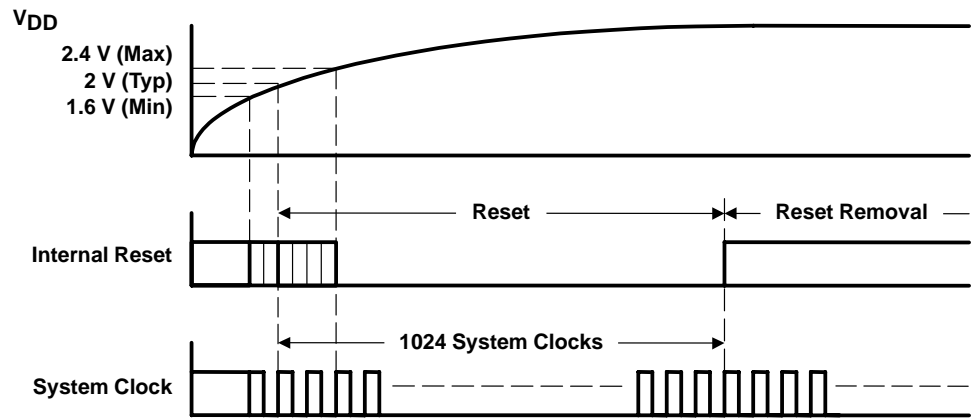 VDD
2.4 V (Max)
2 V (Typ)
1.6 V (Min)
Reset
Reset Removal
Internal Reset
1024 System Clocks
System Clock